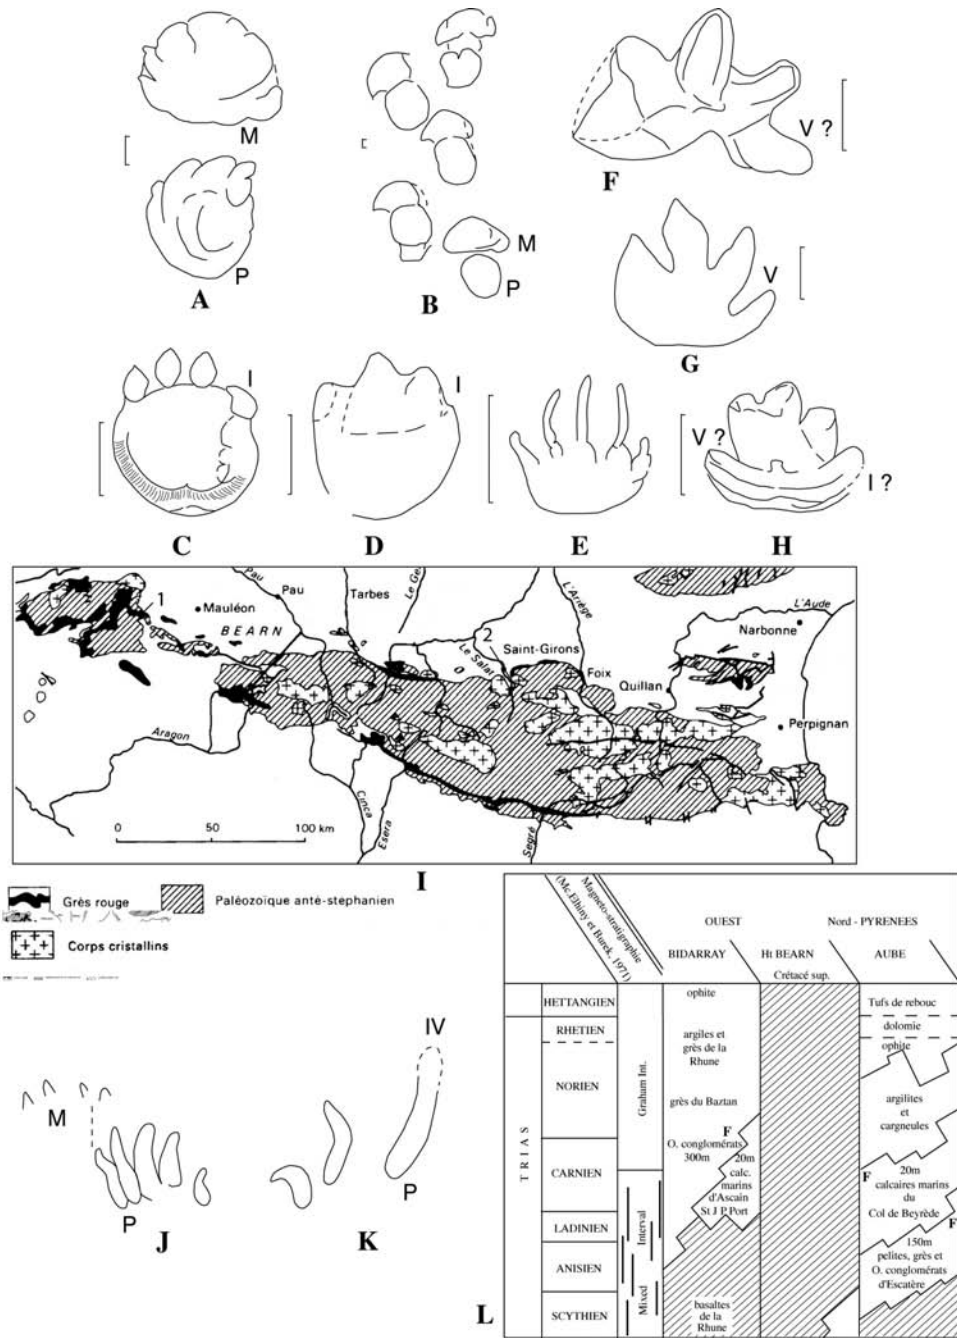 M
P
A
M
P
B
V ?
F
V
G
I
C
I
D
E
V ?
I ?
H
1
Mauléon
BEARN
Pau
Pau
Tarbes
Le Ge
2
Le Salat
Saint-Girons
L'Ariège
Foix
Quillan
L'Aude
Narbonne
Perpignan
Aragon
Cinca
Esera
Segre
0 50 100 km
I
Grès rouge
Paléozoïque anté-stephanien
Corps cristallins
M
P
J
IV
P
K
L
Magneto-stratigraphie
(Mc Elhiny et Burek, 1971)
OUEST
Nord - PYRENEES
BIDARRAY
Ht BEARN
AUBE
Crétacé sup.
TRIAS
HETTANGIEN
RHETIEN
NORIEN
CARNIEN
LADINIEN
ANISIEN
SCYTHIEN
Graham Int.
Mixed Interval
ophite
argiles et
grès de la
Rhune
grès du Baztan
F
O. conglomérats
300m
20m
calc.
marins
d'Ascain
St J P Port
basaltes
de la
Rhune
Tufs de rebouc
dolomie
ophite
argilites
et
cargneules
F
20m
calcaires marins
du
Col de Beyrède
F
150m
pelites, grès et
O. conglomérats
d'Escatère